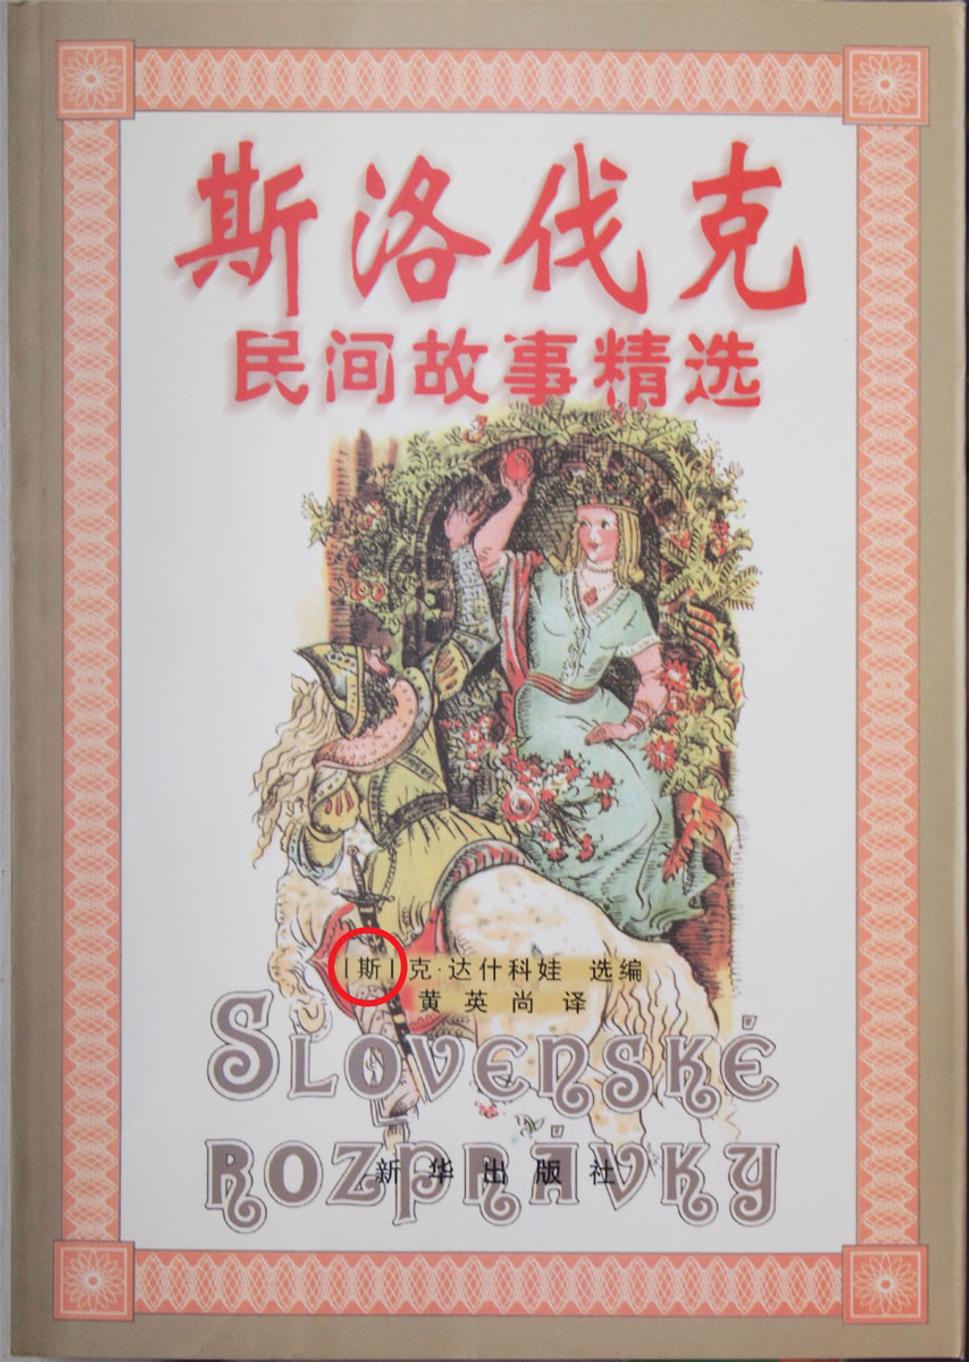 斯洛伐克
民间故事精选
|斯|克·达什科娃 选编
黄英尚 译
SLOVENSKÉ
ROZPRÁVKY
新华出版社